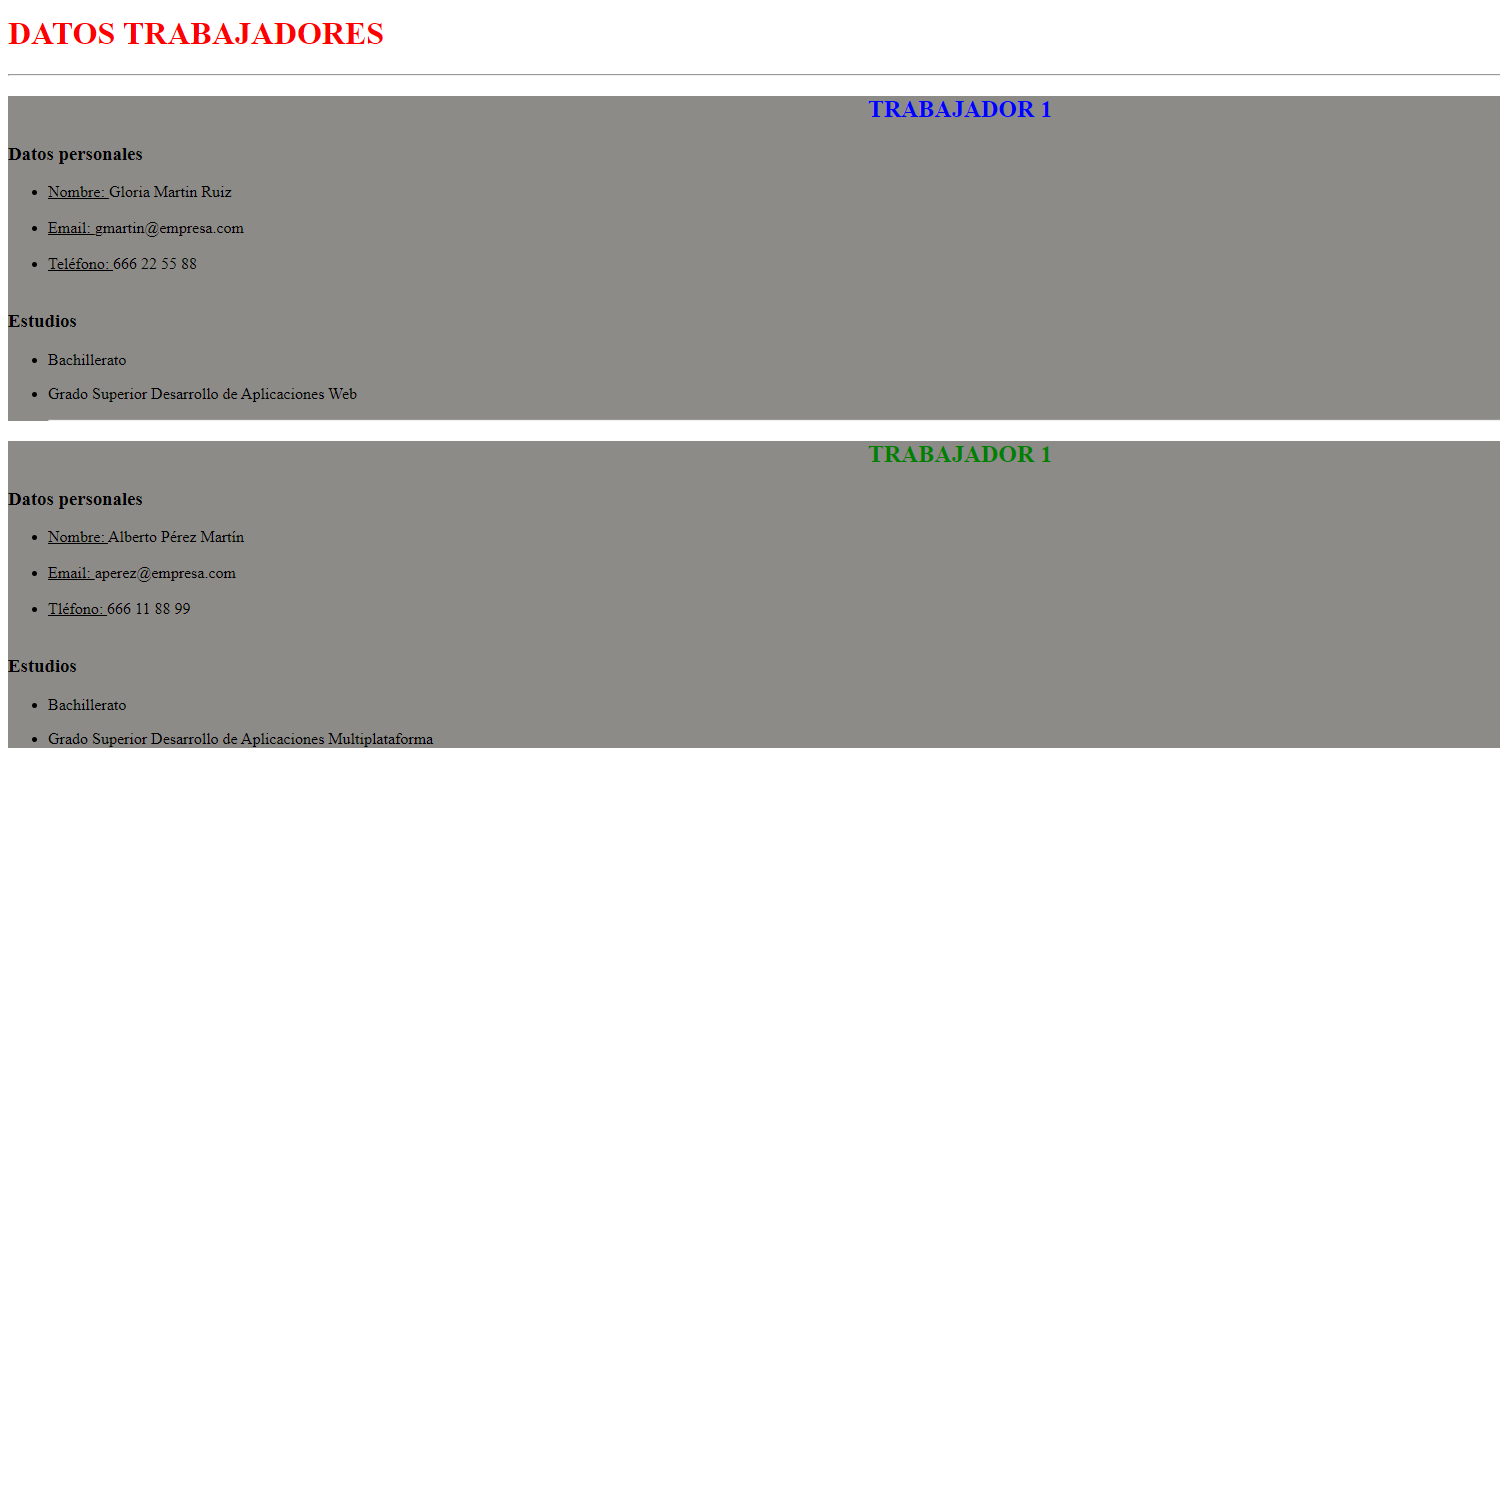 DATOS TRABAJADORES
TRABAJADOR 1
Datos personales
Nombre: Gloria Martin Ruiz
Email: gmartin@empresa.com
Teléfono: 666 22 55 88
Estudios
Bachillerato
Grado Superior Desarrollo de Aplicaciones Web
TRABAJADOR 1
Datos personales
Nombre: Alberto Pérez Martín
Email: aperez@empresa.com
Tléfono: 666 11 88 99
Estudios
Bachillerato
Grado Superior Desarrollo de Aplicaciones Multiplataforma